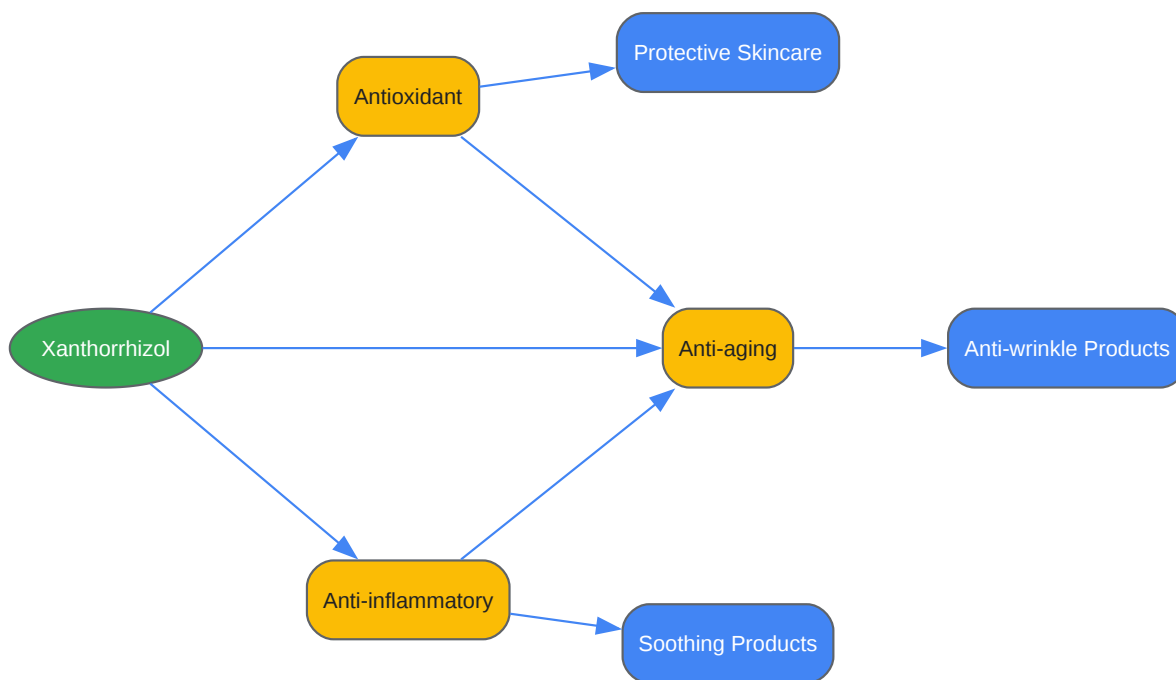 Protective Skincare
Antioxidant
Xanthorrhizol
Anti-aging
Anti-wrinkle Products
Anti-inflammatory
Soothing Products